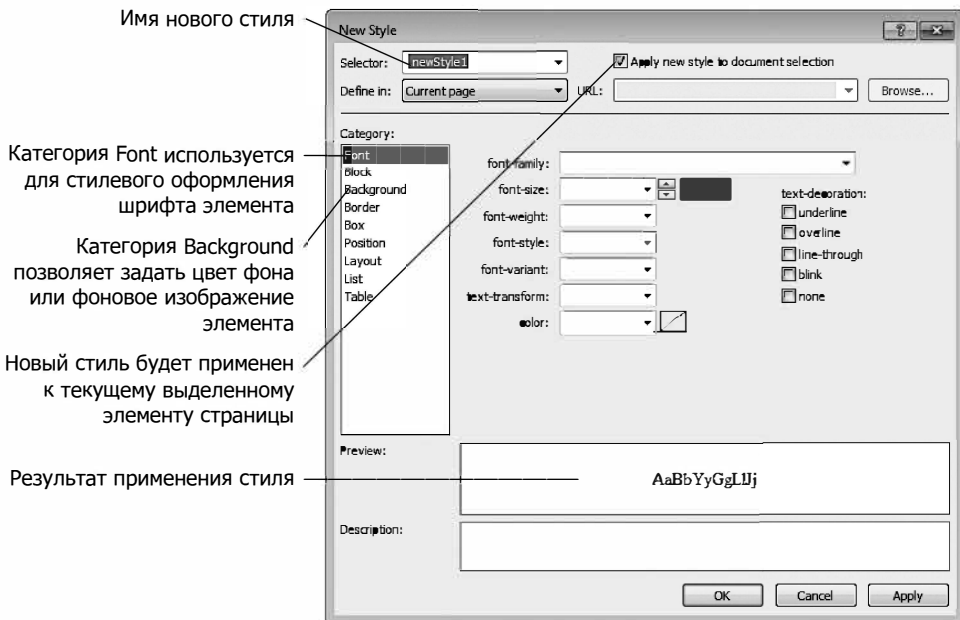 Имя нового стиля
New Style
Selector: newStyle1
Apply new style to document selection
Define in: Current page
URL:
Browse...
Category:
Font
Block
Background
Border
Box
Position
Layout
List
Table
font-family:
font-size:
font-weight:
font-style:
font-variant:
text-transform:
color:
text-decoration:
underline
overline
line-through
blink
none
Категория Font используется
для стилевого оформления
шрифта элемента
Категория Background
позволяет задать цвет фона
или фоновое изображение
элемента
Новый стиль будет применен
к текущему выделенному
элементу страницы
Результат применения стиля
Preview:
AaBbYyGgLlJj
Description:
OK
Cancel
Apply